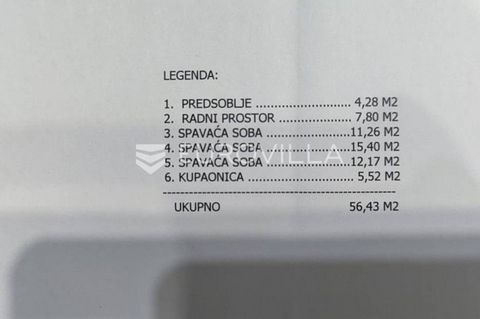 LEGENDA:
1. PREDSOBLJE ............................ 4,28 M2
2. RADNI PROSTOR ...................... 7,80 M2
3. SPAVAĆA SOBA .........................11,26 M2
4. SPAVAĆA SOBA ........................ 15,40 M2
5. SPAVAĆA SOBA ........................ 12,17 M2
6. KUPAONICA ............................... 5,52 M2
---------------------------------------------
UKUPNO 56,43 M2
EUROVILLA